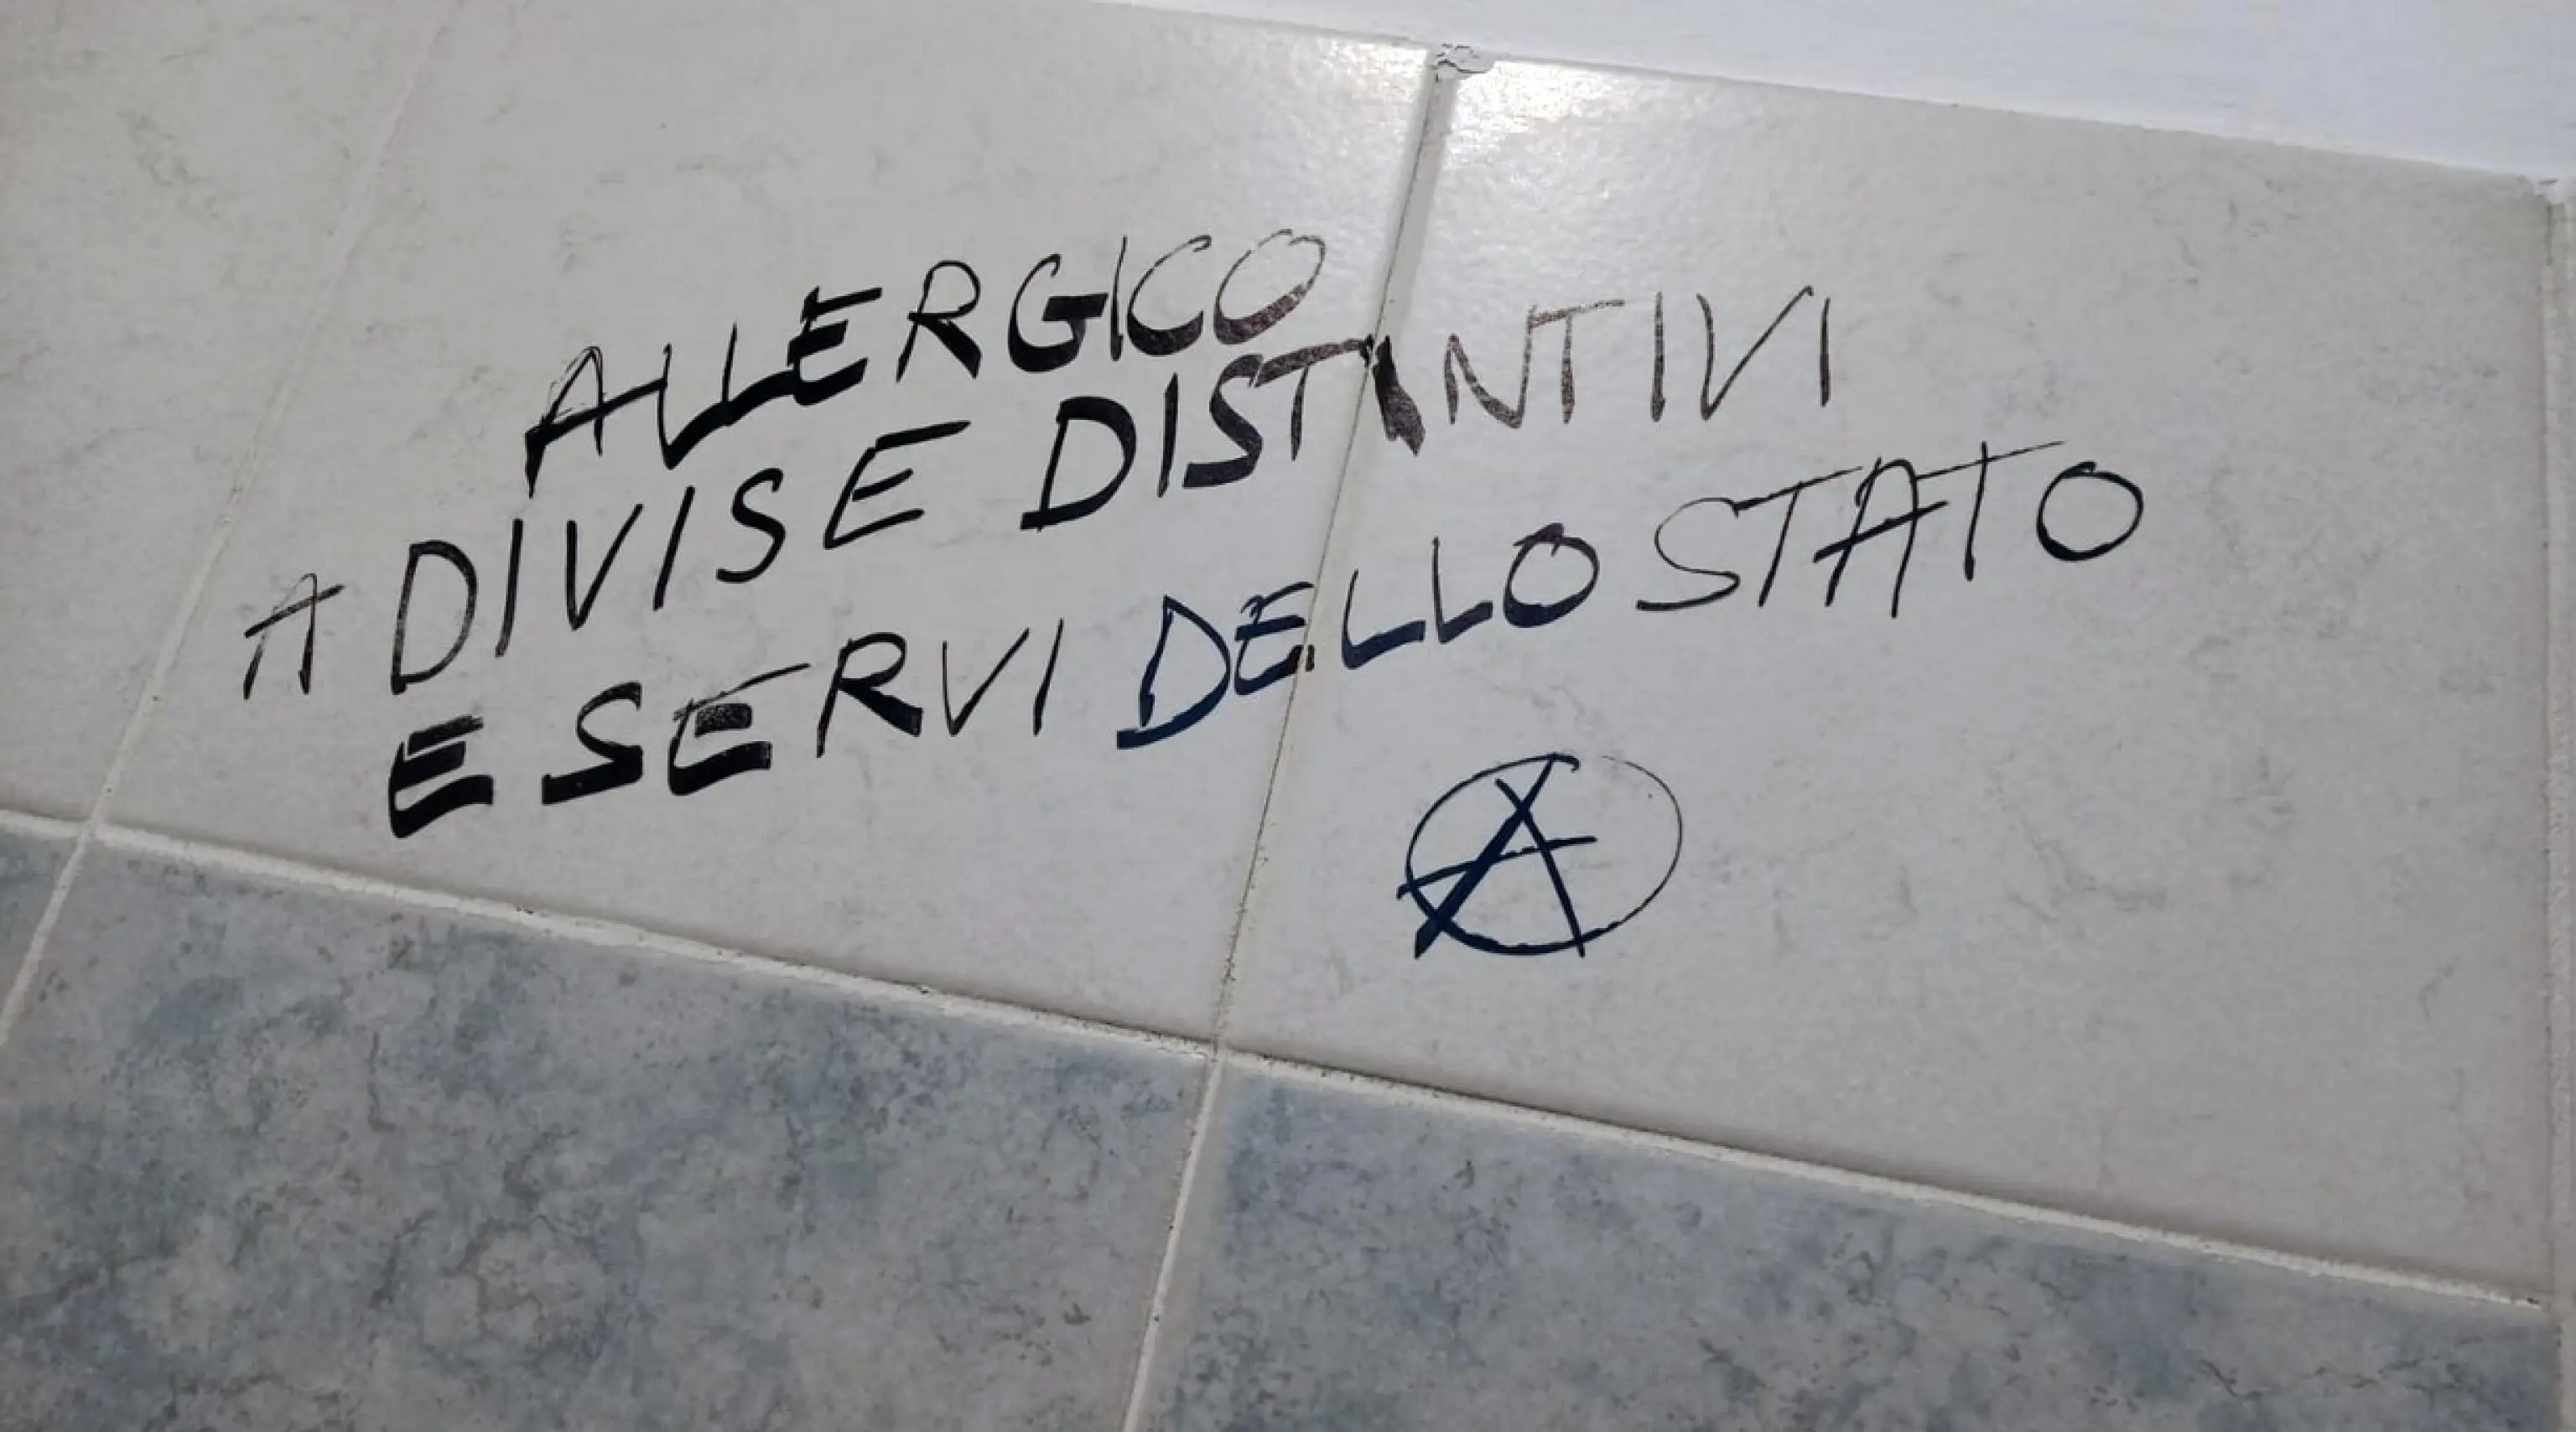 ALLERGICO
A DIVISE DISTINTIVI
E SERVI DELLO STATO
A